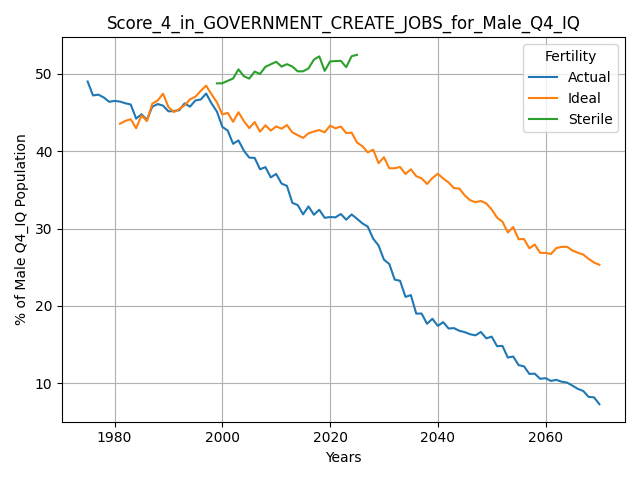 Score_4_in_GOVERNMENT_CREATE_JOBS_for_Male_Q4_IQ
% of Male Q4_IQ Population
50
40
30
20
10
Fertility
Actual
Ideal
Sterile
1980
2000
2020
2040
2060
Years